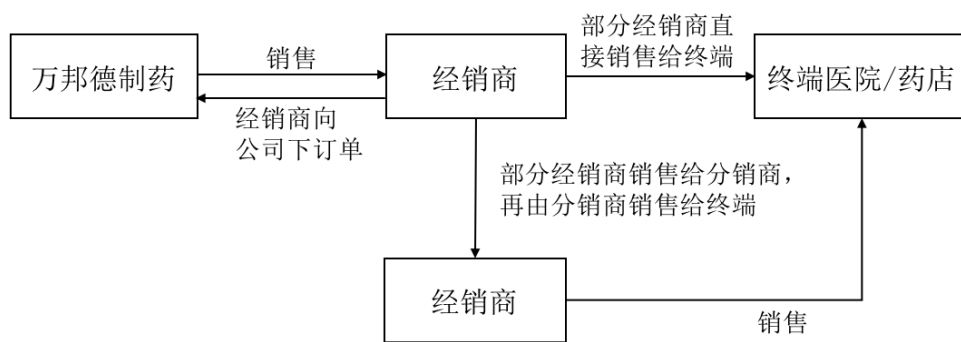 部分经销商直
接销售给终端
销售
万邦德制药
经销商
终端医院/药店
经销商向
公司下订单
部分经销商销售给分销商，
再由分销商销售给终端
经销商
销售